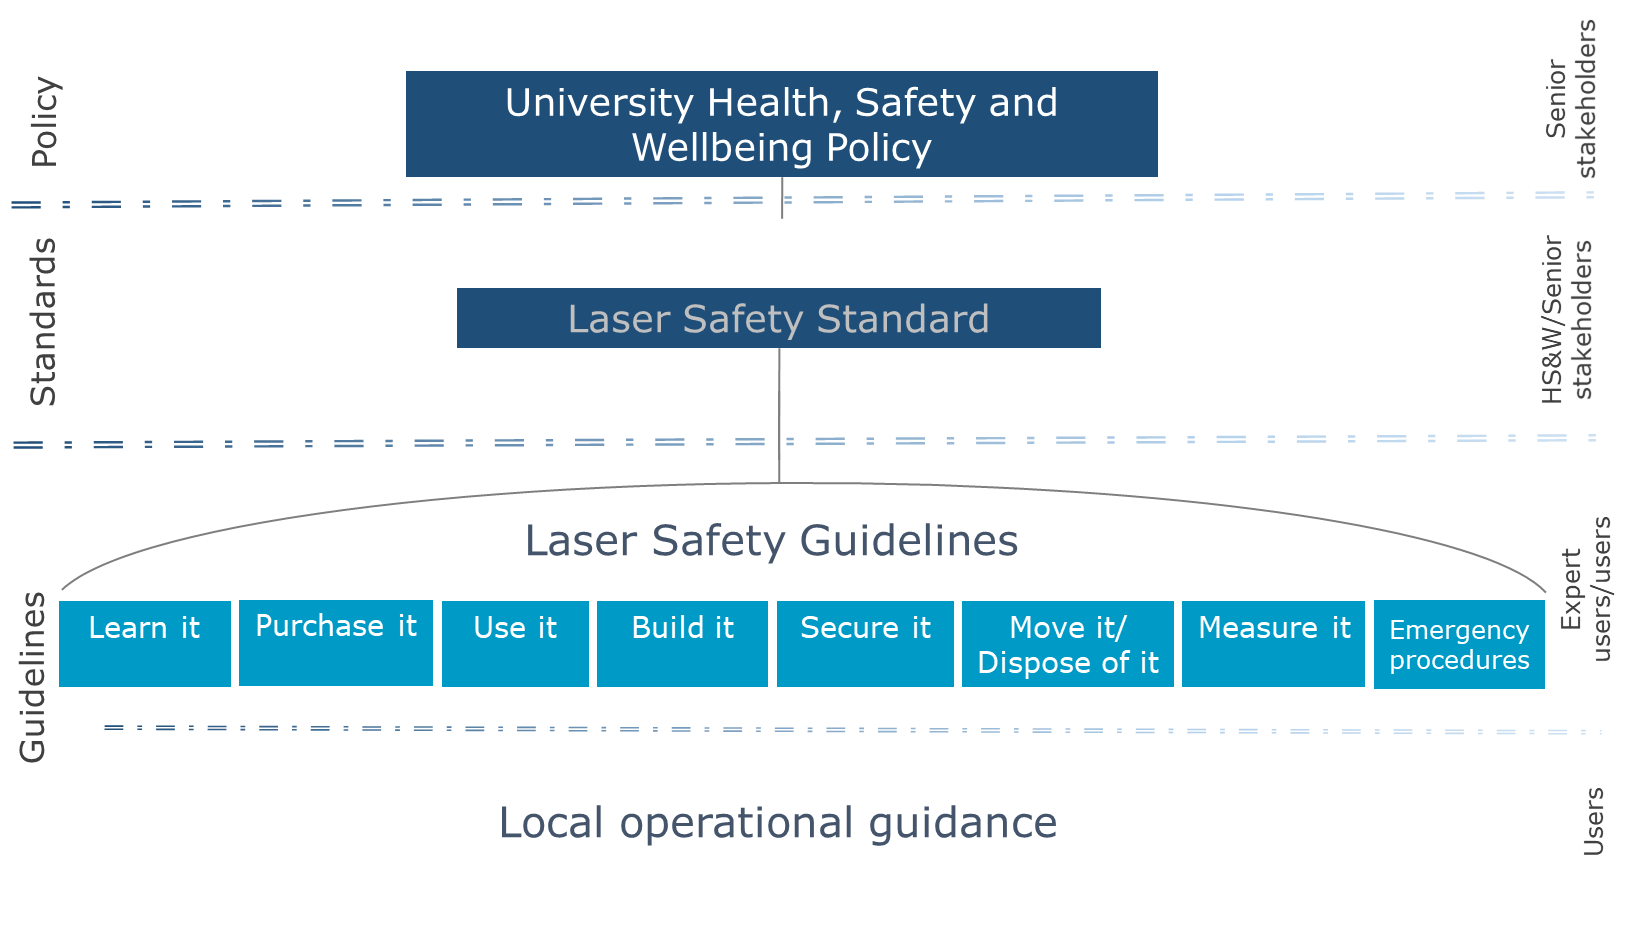 Policy
University Health, Safety and
Wellbeing Policy
Senior
stakeholders
Standards
Laser Safety Standard
HS&W/Senior
stakeholders
Guidelines
Laser Safety Guidelines
Learn it
Purchase it
Use it
Build it
Secure it
Move it/
Dispose of it
Measure it
Emergency
procedures
Expert
users/users
Local operational guidance
Users